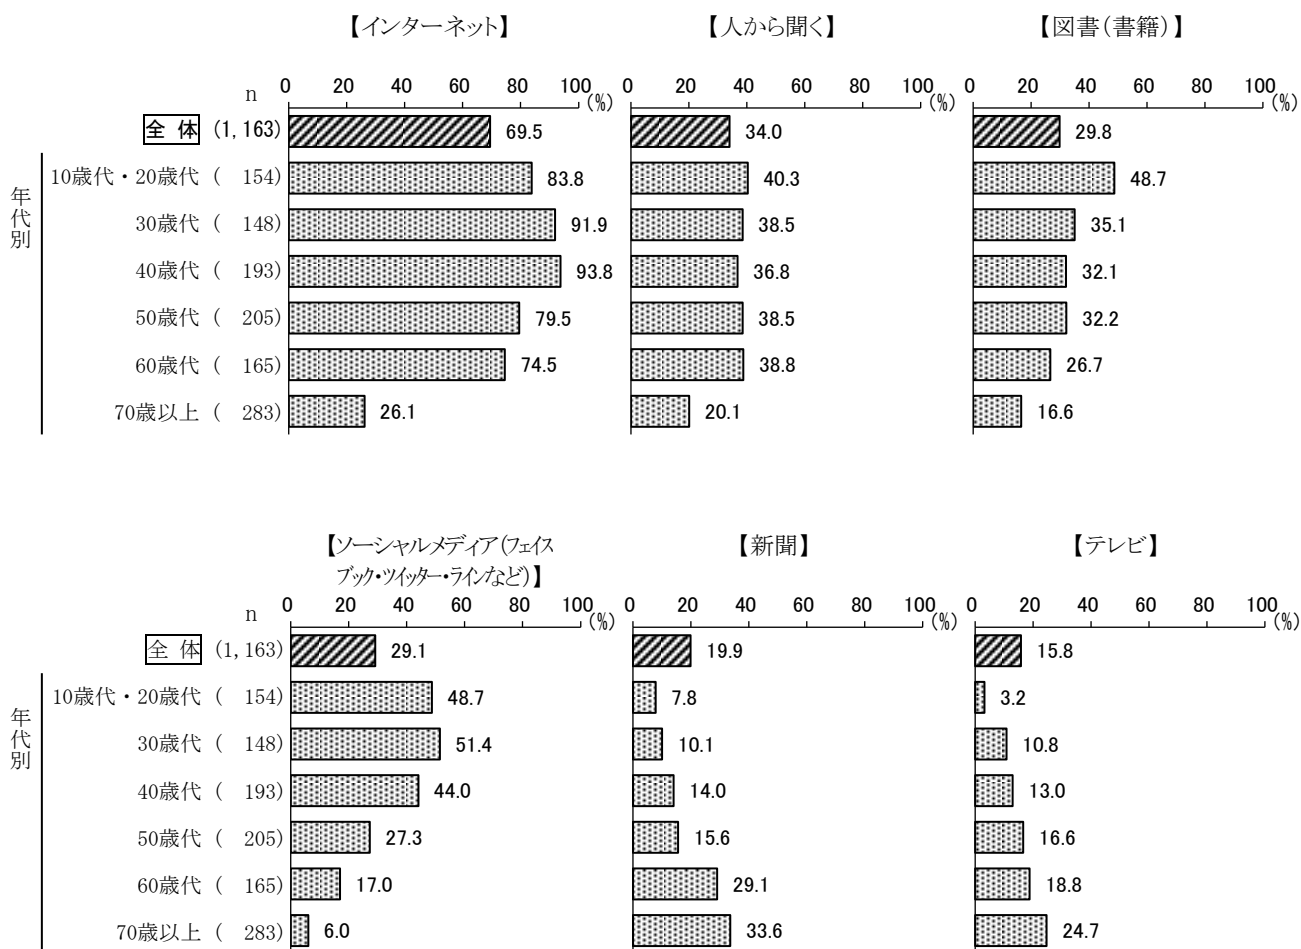 【インターネット】 【人から聞く】 【図書(書籍)】
n 0 20 40 60 80 100 (%) 0 20 40 60 80 100 (%) 0 20 40 60 80 100 (%)
全 体 (1,163) 69.5 34.0 29.8
年代別
10歳代・20歳代 ( 154) 83.8 40.3 48.7
30歳代 ( 148) 91.9 38.5 35.1
40歳代 ( 193) 93.8 36.8 32.1
50歳代 ( 205) 79.5 38.5 32.2
60歳代 ( 165) 74.5 38.8 26.7
70歳以上 ( 283) 26.1 20.1 16.6
【ソーシャルメディア(フェイス 【新聞】 【テレビ】
ブック・ツイッター・ラインなど)】
n 0 20 40 60 80 100 (%) 0 20 40 60 80 100 (%) 0 20 40 60 80 100 (%)
全 体 (1,163) 29.1 19.9 15.8
年代別
10歳代・20歳代 ( 154) 48.7 7.8 3.2
30歳代 ( 148) 51.4 10.1 10.8
40歳代 ( 193) 44.0 14.0 13.0
50歳代 ( 205) 27.3 15.6 16.6
60歳代 ( 165) 17.0 29.1 18.8
70歳以上 ( 283) 6.0 33.6 24.7